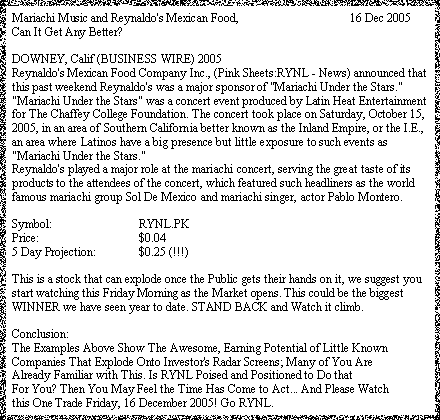 Mariachi Music and Reynaldo's Mexican Food, 16 Dec 2005
Can It Get Any Better?
DOWNEY, Calif (BUSINESS WIRE) 2005
Reynaldo's Mexican Food Company Inc., (Pink Sheets:RYNL - News) announced that
this past weekend Reynaldo's was a major sponsor of "Mariachi Under the Stars."
"Mariachi Under the Stars" was a concert event produced by Latin Heat Entertainment
for The Chaffey College Foundation. The concert took place on Saturday, October 15,
2005, in an area of Southern California better known as the Inland Empire, or the I.E.,
an area where Latinos have a big presence but little exposure to such events as
"Mariachi Under the Stars."
Reynaldo's played a major role at the mariachi concert, serving the great taste of its
products to the attendees of the concert, which featured such headliners as the world
famous mariachi group Sol De Mexico and mariachi singer, actor Pablo Montero.
Symbol: RYNL.PK
Price: $0.04
5 Day Projection: $0.25 (!!!)
This is a stock that can explode once the Public gets their hands on it, we suggest you
start watching this Friday Morning as the Market opens. This could be the biggest
WINNER we have seen year to date. STAND BACK and Watch it climb.
Conclusion:
The Examples Above Show The Awesome, Earning Potential of Little Known
Companies That Explode Onto Investor's Radar Screens; Many of You Are
Already Familiar with This. Is RYNL Poised and Positioned to Do that
For You? Then You May Feel the Time Has Come to Act... And Please Watch
this One Trade Friday, 16 December 2005! Go RYNL.